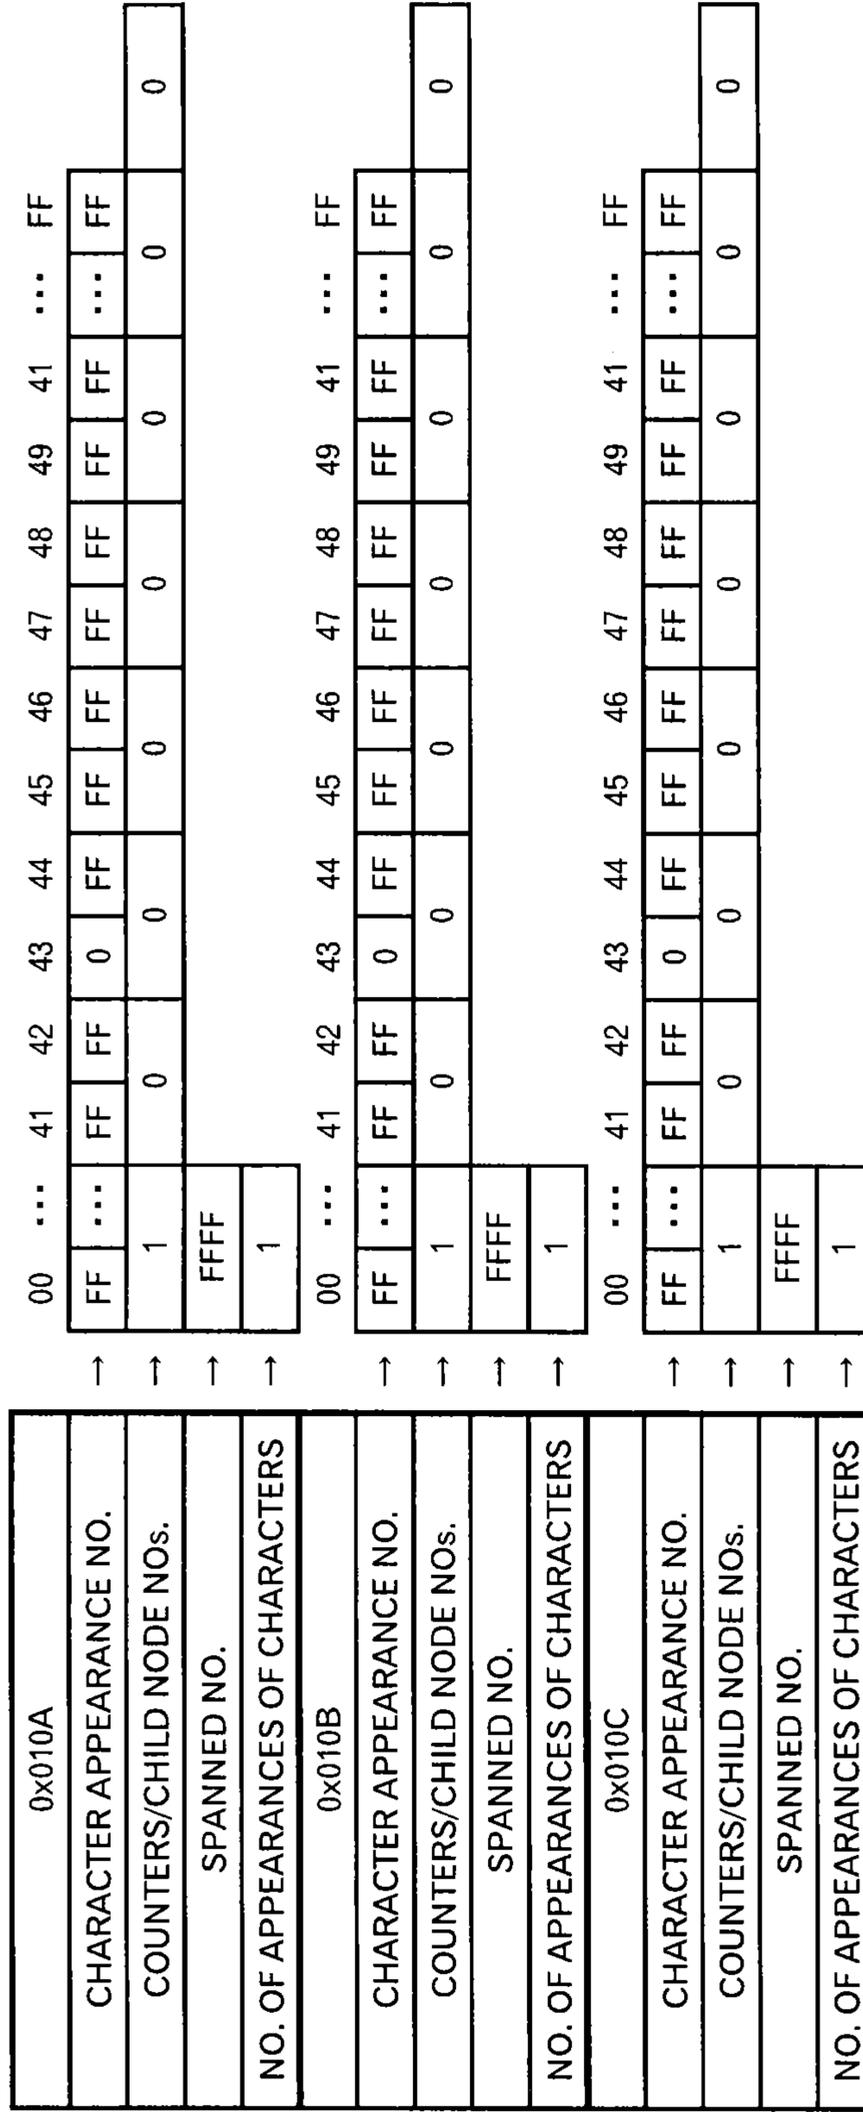 00 ... 41 42 43 44 45 46 47 48 49 41 ... FF
0x010A
CHARACTER APPEARANCE NO. → FF ... FF FF 0 FF FF FF FF FF FF FF ... FF
COUNTERS/CHILD NODE NOs. → 1 0 0 0 0 0 0 0
SPANNED NO. → FFFF
NO. OF APPEARANCES OF CHARACTERS → 1
00 ... 41 42 43 44 45 46 47 48 49 41 ... FF
0x010B
CHARACTER APPEARANCE NO. → FF ... FF FF 0 FF FF FF FF FF FF FF ... FF
COUNTERS/CHILD NODE NOs. → 1 0 0 0 0 0 0 0
SPANNED NO. → FFFF
NO. OF APPEARANCES OF CHARACTERS → 1
00 ... 41 42 43 44 45 46 47 48 49 41 ... FF
0x010C
CHARACTER APPEARANCE NO. → FF ... FF FF 0 FF FF FF FF FF FF FF ... FF
COUNTERS/CHILD NODE NOs. → 1 0 0 0 0 0 0 0
SPANNED NO. → FFFF
NO. OF APPEARANCES OF CHARACTERS → 1